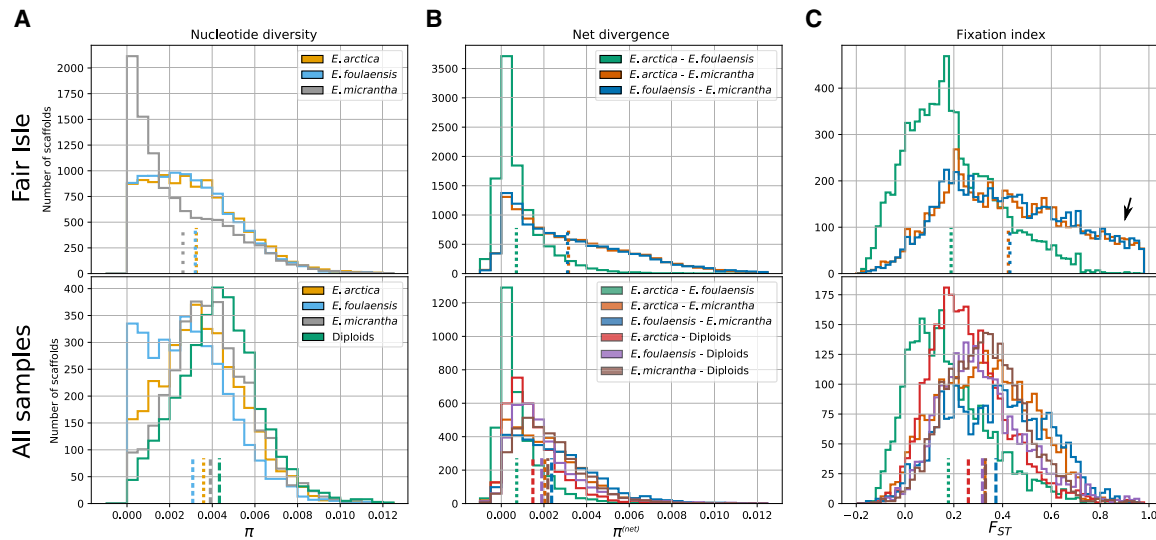 A
B
C
Nucleotide diversity
Net divergence
Fixation index
Fair Isle
Number of scaffolds
2000
1750
1500
1250
1000
750
500
250
0
E. arctica
E. foulaensis
E. micrantha
3500
3000
2500
2000
1500
1000
500
0
E. arctica - E. foulaensis
E. arctica - E. micrantha
E. foulaensis - E. micrantha
400
300
200
100
0
All samples
Number of scaffolds
400
350
300
250
200
150
100
50
0
E. arctica
E. foulaensis
E. micrantha
Diploids
0.000 0.002 0.004 0.006 0.008 0.010 0.012
π
1200
1000
800
600
400
200
0
E. arctica - E. foulaensis
E. arctica - E. micrantha
E. foulaensis - E. micrantha
E. arctica - Diploids
E. foulaensis - Diploids
E. micrantha - Diploids
0.000 0.002 0.004 0.006 0.008 0.010 0.012
π(net)
175
150
125
100
75
50
25
0
−0.2 0.0 0.2 0.4 0.6 0.8 1.0
FST